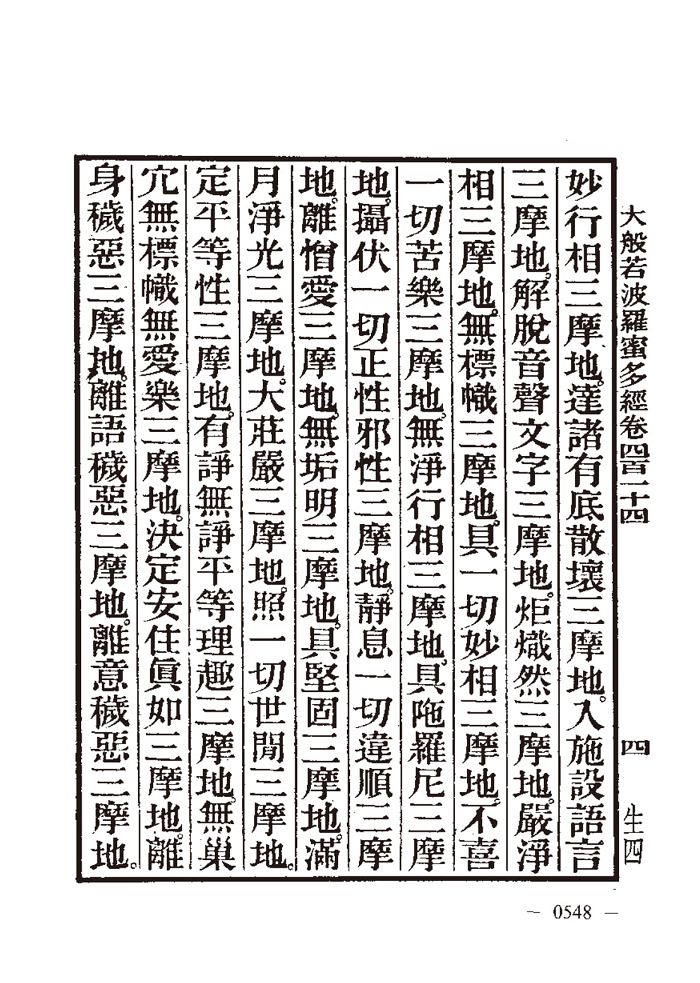 大般若波羅蜜多經卷四百二十四　四　生四
妙行相三摩地。達諸有底散壞三摩地。入施設語言
三摩地。解脫音聲文字三摩地。炬熾然三摩地。嚴淨
相三摩地。無標幟三摩地。具一切妙相三摩地。不喜
一切苦樂三摩地。無淨行相三摩地。具陁羅尼三摩
地。攝伏一切正性邪性三摩地。靜息一切違順三摩
地。離憎愛三摩地。無垢明三摩地。具堅固三摩地。滿
月淨光三摩地。大莊嚴三摩地。照一切世閒三摩地。
定平等性三摩地。有諍無諍平等理趣三摩地。無巢
穴無標幟無愛樂三摩地。決定安住眞如三摩地。離
身穢惡三摩地。離語穢惡三摩地。離意穢惡三摩地。
— 0548 —